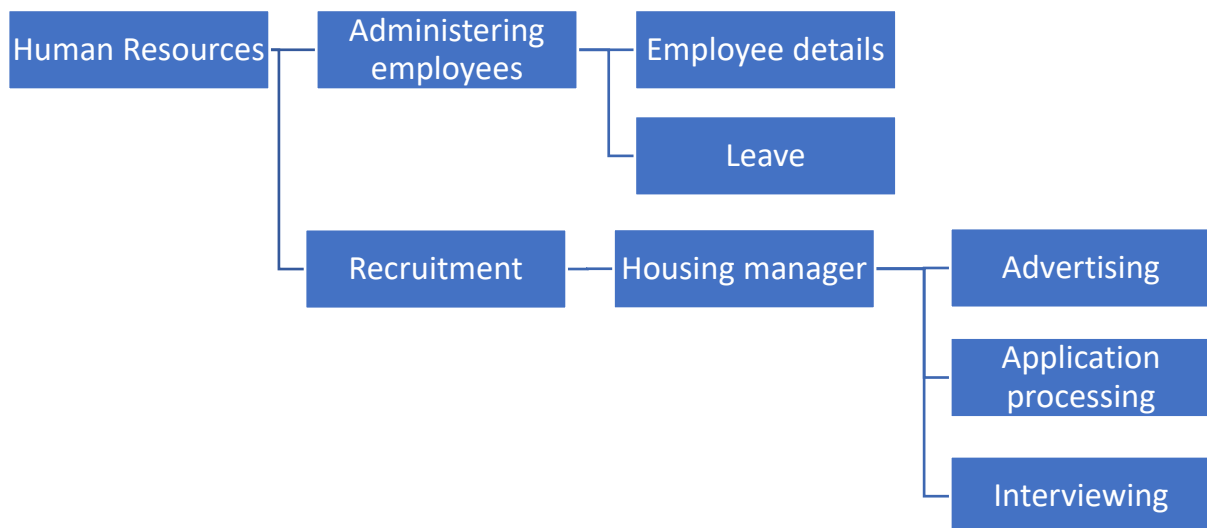 Human Resources
Administering
employees
Employee details
Leave
Recruitment
Housing manager
Advertising
Application
processing
Interviewing